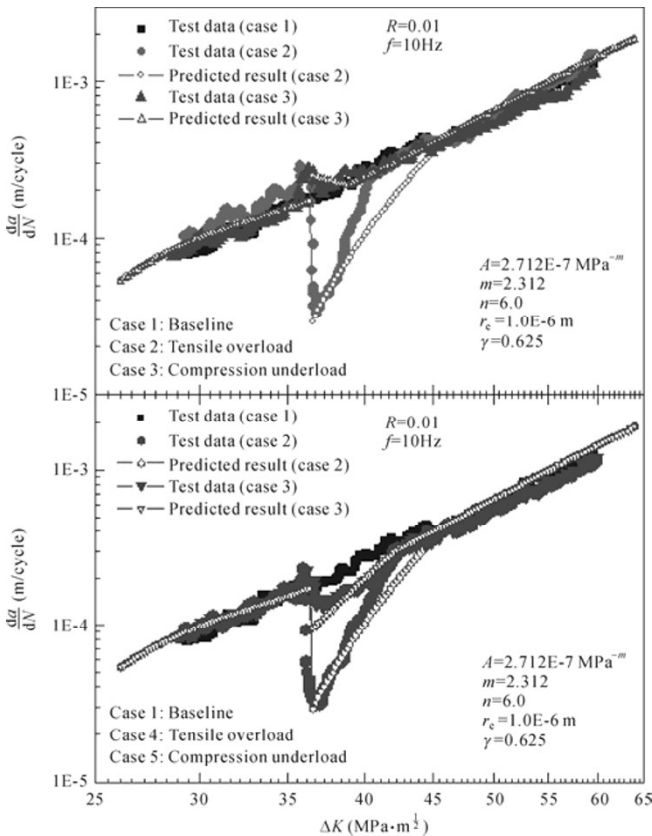 Test data (case 1)
Test data (case 2)
Predicted result (case 2)
Test data (case 3)
Predicted result (case 3)
R=0.01
f=10Hz
1E-3
da/dN (m/cycle)
1E-4
A=2.712E-7 MPa⁻ᵐ
m=2.312
n=6.0
rₑ=1.0E-6 m
γ=0.625
Case 1: Baseline
Case 2: Tensile overload
Case 3: Compression underload
1E-5
Test data (case 1)
Test data (case 2)
Predicted result (case 2)
Test data (case 3)
Predicted result (case 3)
R=0.01
f=10Hz
1E-3
da/dN (m/cycle)
1E-4
A=2.712E-7 MPa⁻ᵐ
m=2.312
n=6.0
rₑ=1.0E-6 m
γ=0.625
Case 1: Baseline
Case 4: Tensile overload
Case 5: Compression underload
1E-5
25 30 35 40 45 50 55 60 65
ΔK (MPa·m^1/2)